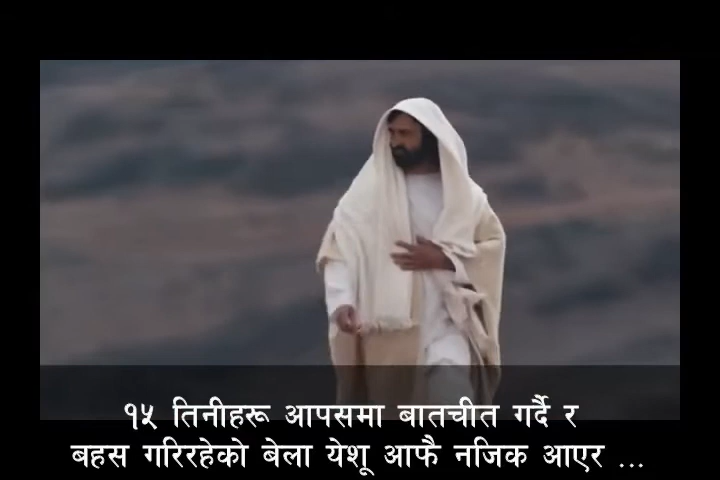 १५ तिनीहरू आपसमा बातचीत गर्दै र
बहस गरिरहेको बेला येशू आफै नजिक आएर ...